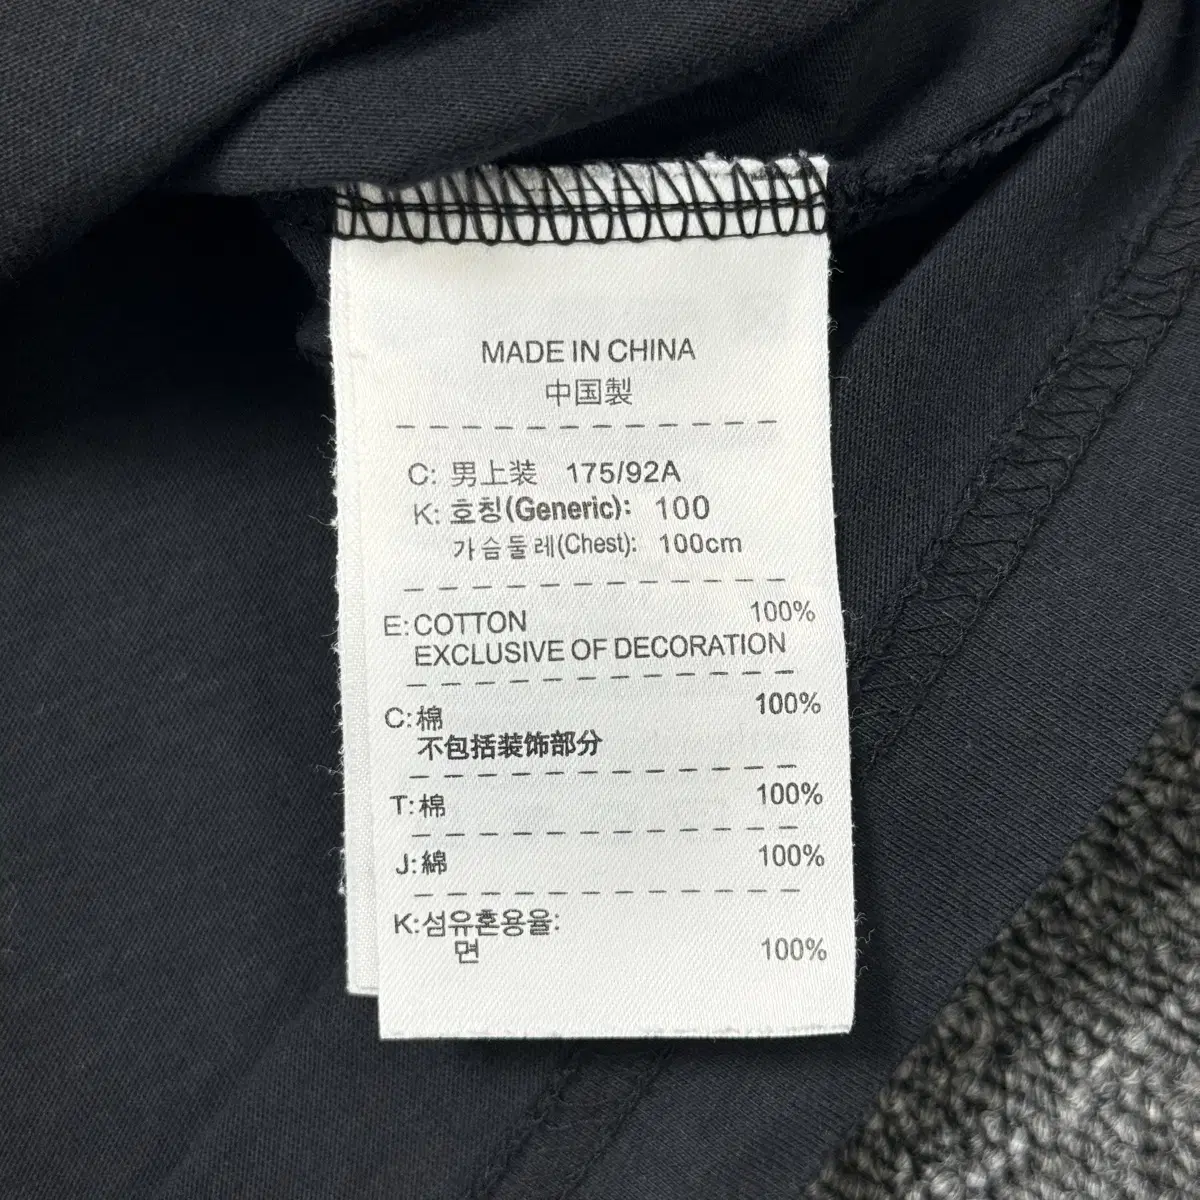 MADE IN CHINA
中国製
C: 男上装 175/92A
K: 호칭(Generic): 100
가슴둘레(Chest): 100cm
E:COTTON 100%
EXCLUSIVE OF DECORATION
C:棉 100%
不包括装饰部分
T:棉 100%
J:綿 100%
K:섬유혼용율:
면 100%